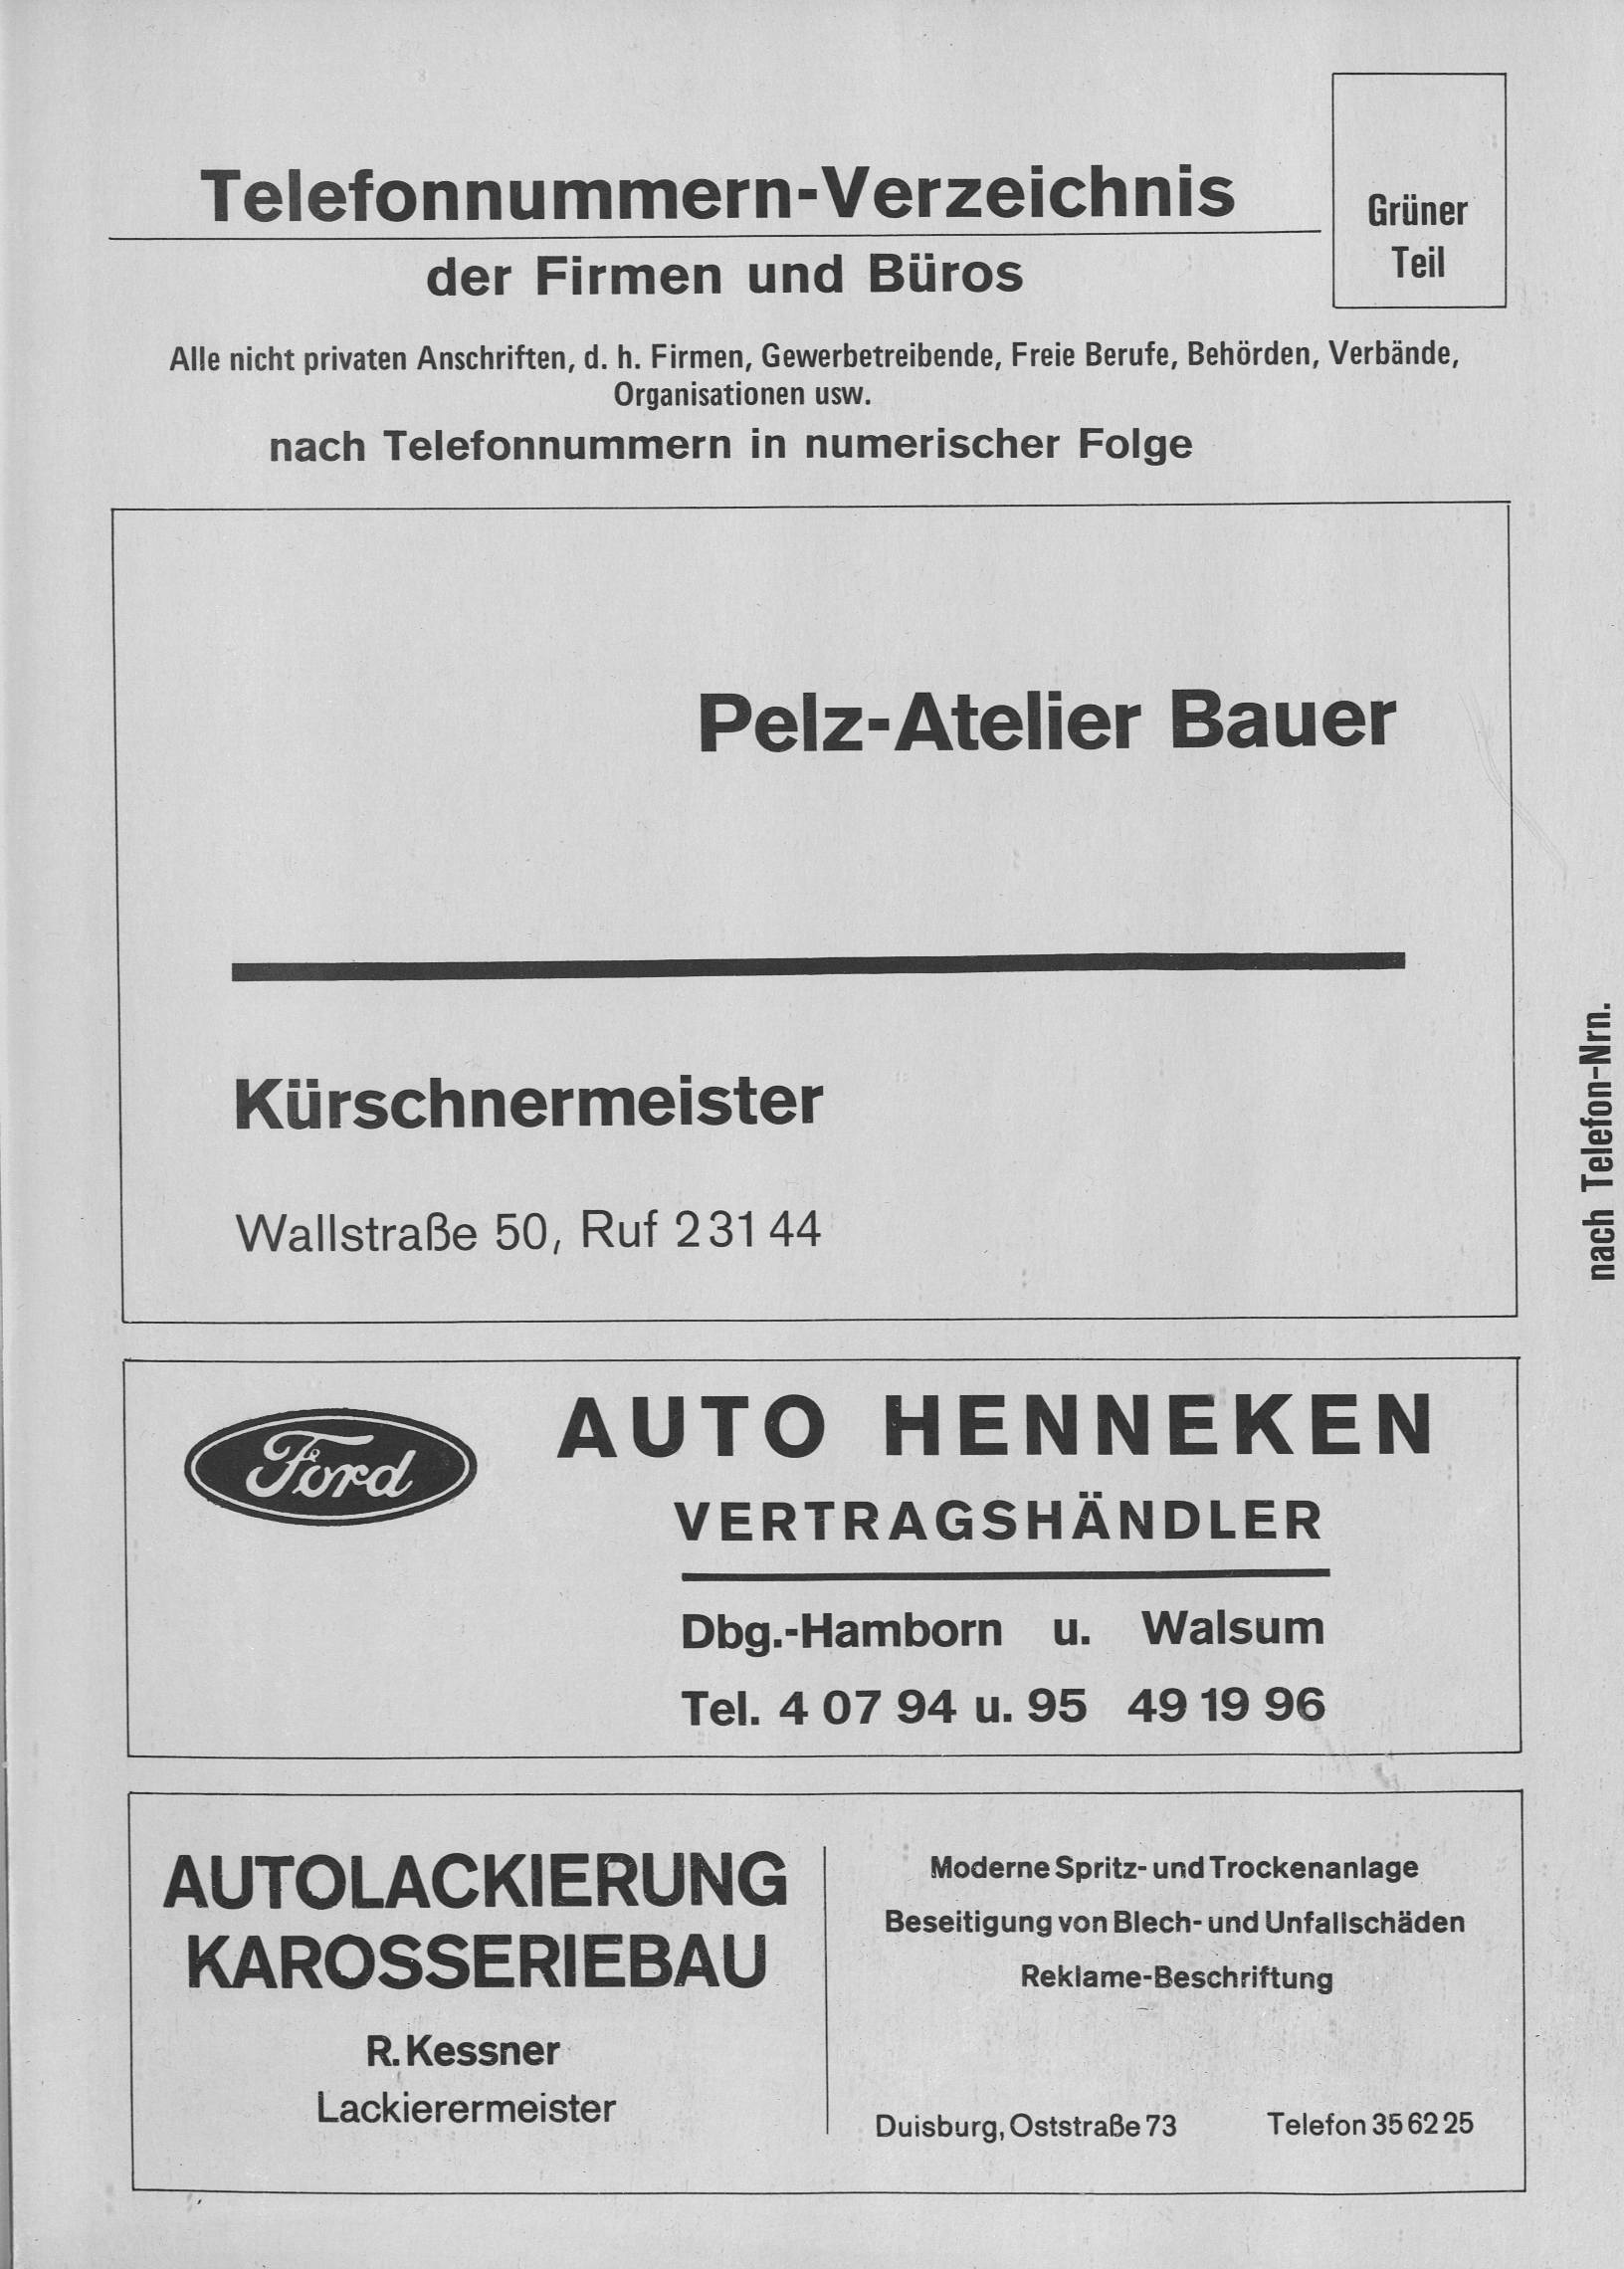 Telefonnummern-Verzeichnis
Grüner
Teil
der Firmen und Büros
Alle nicht privaten Anschriften, d. h. Firmen, Gewerbetreibende, Freie Berufe, Behörden, Verbände,
Organisationen usw.
nach Telefonnummern in numerischer Folge
Pelz-Atelier Bauer
Kürschnermeister
Wallstraße 50, Ruf 2 31 44
nach Telefon-Nrn.
Ford
AUTO HENNEKEN
VERTRAGSHÄNDLER
Dbg.-Hamborn u. Walsum
Tel. 4 07 94 u. 95 49 19 96
AUTOLACKIERUNG
KAROSSERIEBAU
R. Kessner
Lackierermeister
Moderne Spritz- und Trockenanlage
Beseitigung von Blech- und Unfallschäden
Reklame-Beschriftung
Duisburg, Oststraße 73 Telefon 35 62 25